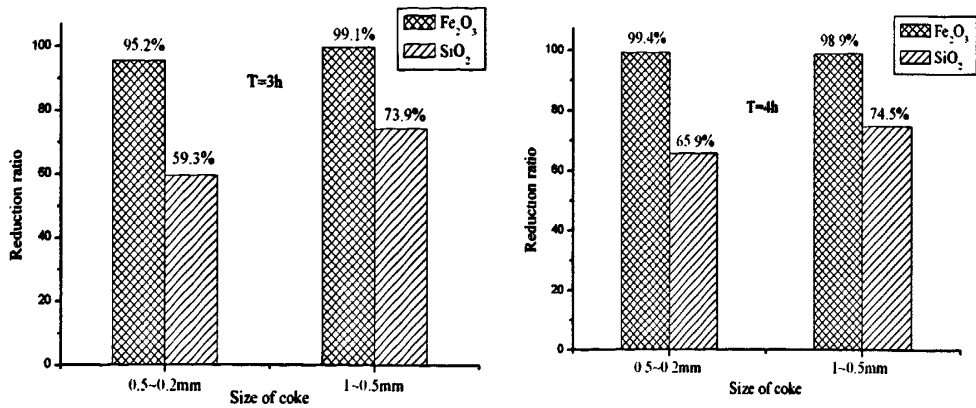 Fe₂O₃
SiO₂
T=3h
95.2%
99.1%
59.3%
73.9%
Reduction ratio
100
80
60
40
20
0
0.5~0.2mm
1~0.5mm
Size of coke
Fe₂O₃
SiO₂
T=4h
99.4%
98 9%
65 9%
74.5%
Reduction ratio
100
80
60
40
20
0
0.5~0.2mm
1~0.5mm
Size of coke